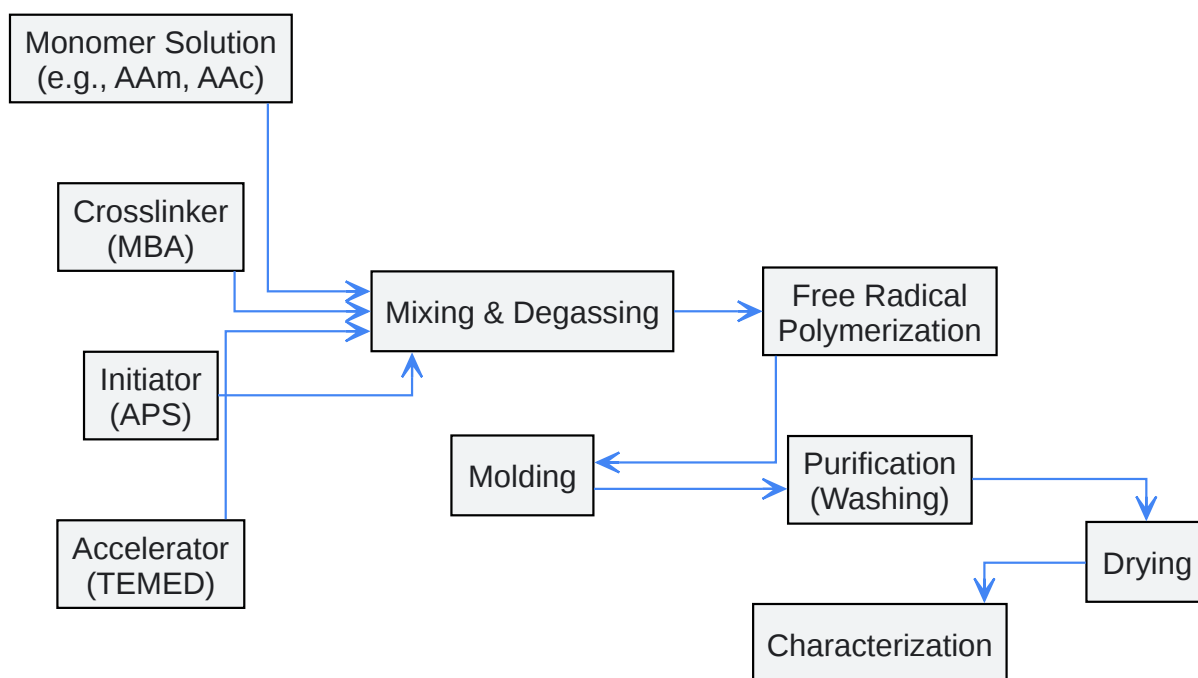 Monomer Solution
(e.g., AAm, AAc)
Crosslinker
(MBA)
Mixing & Degassing
Free Radical
Polymerization
Initiator
(APS)
Molding
Purification
(Washing)
Accelerator
(TEMED)
Drying
Characterization